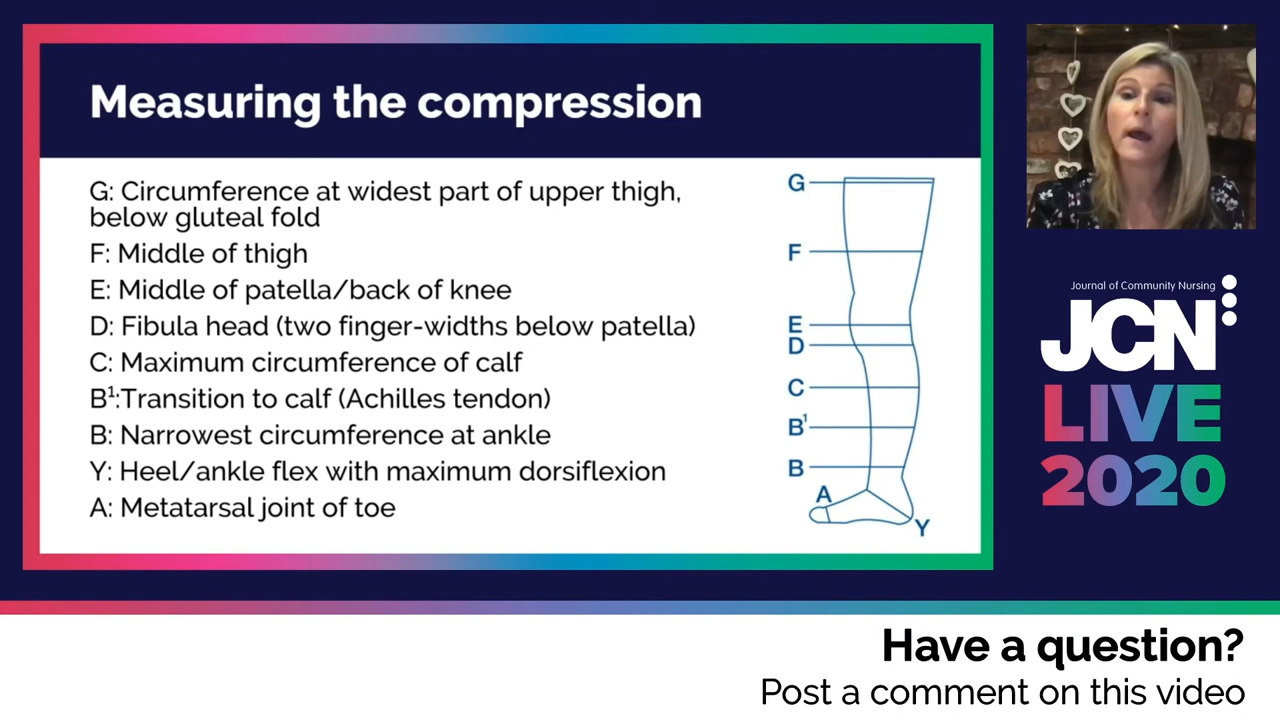 Measuring the compression
G: Circumference at widest part of upper thigh,
below gluteal fold
F: Middle of thigh
E: Middle of patella/back of knee
D: Fibula head (two finger-widths below patella)
C: Maximum circumference of calf
B¹:Transition to calf (Achilles tendon)
B: Narrowest circumference at ankle
Y: Heel/ankle flex with maximum dorsiflexion
A: Metatarsal joint of toe
G
F
E
D
C
B¹
B
A
Y
Journal of Community Nursing
JCN
LIVE
2020
Have a question?
Post a comment on this video